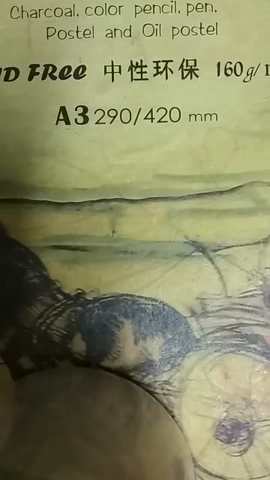 Charcoal, color pencil, pen.
Postel and Oil postel
D FRee 中性环保 160g/
A3 290/420 mm